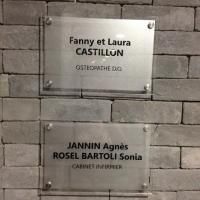 Fanny et Laura
CASTILLON
OSTEOPATHE D.O.
JANNIN Agnès
ROSEL BARTOLI Sonia
CABINET INFIRMIER